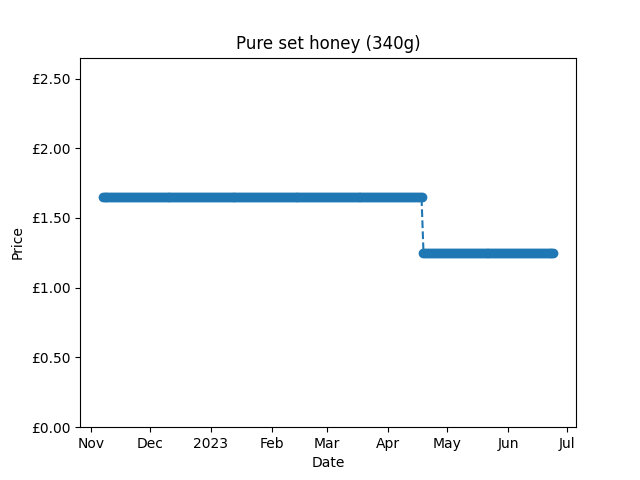 Pure set honey (340g)
£2.50
£2.00
£1.50
£1.00
£0.50
£0.00
Price
Nov Dec 2023 Feb Mar Apr May Jun Jul
Date